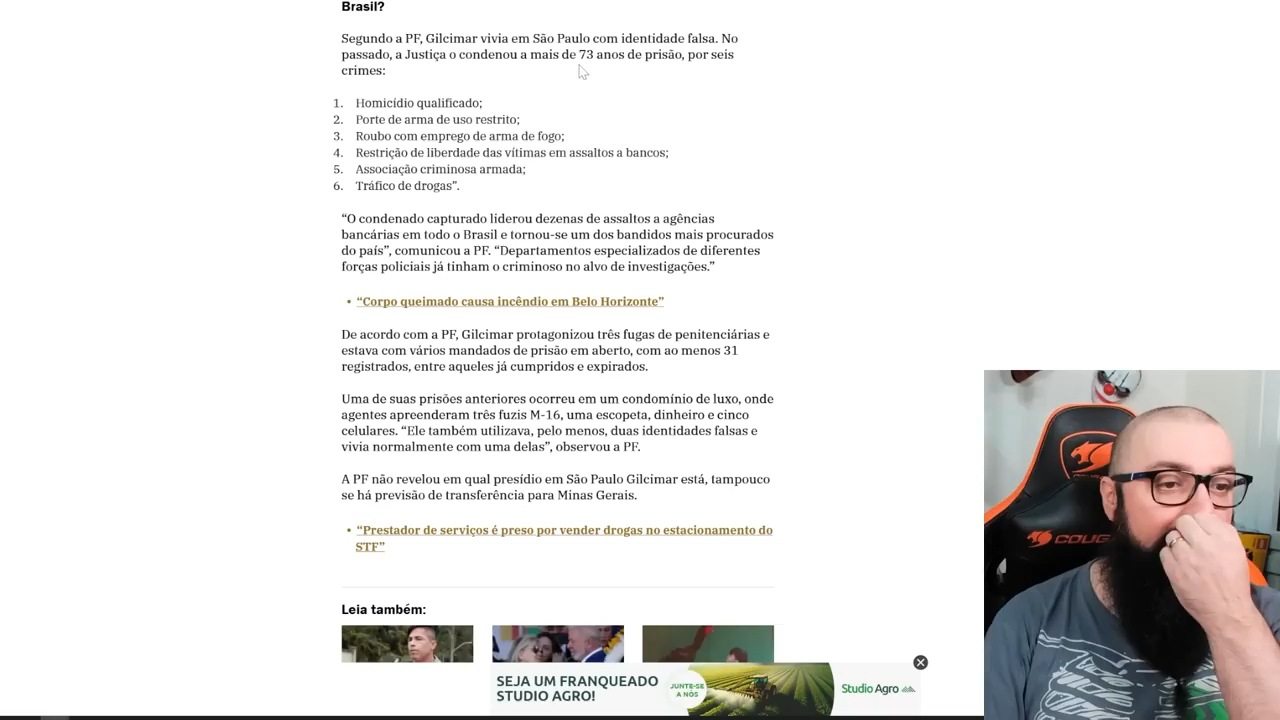 Brasil?
Segundo a PF, Gilcimar vivia em São Paulo com identidade falsa. No
passado, a Justiça o condenou a mais de 73 anos de prisão, por seis
crimes:
1. Homicídio qualificado;
2. Porte de arma de uso restrito;
3. Roubo com emprego de arma de fogo;
4. Restrição de liberdade das vítimas em assaltos a bancos;
5. Associação criminosa armada;
6. Tráfico de drogas”.
“O condenado capturado liderou dezenas de assaltos a agências
bancárias em todo o Brasil e tornou-se um dos bandidos mais procurados
do país”, comunicou a PF. “Departamentos especializados de diferentes
forças policiais já tinham o criminoso no alvo de investigações.”
• “Corpo queimado causa incêndio em Belo Horizonte”
De acordo com a PF, Gilcimar protagonizou três fugas de penitenciárias e
estava com vários mandados de prisão em aberto, com ao menos 31
registrados, entre aqueles já cumpridos e expirados.
Uma de suas prisões anteriores ocorreu em um condomínio de luxo, onde
agentes apreenderam três fuzis M-16, uma escopeta, dinheiro e cinco
celulares. “Ele também utilizava, pelo menos, duas identidades falsas e
vivia normalmente com uma delas”, observou a PF.
A PF não revelou em qual presídio em São Paulo Gilcimar está, tampouco
se há previsão de transferência para Minas Gerais.
• “Prestador de serviços é preso por vender drogas no estacionamento do
STF”
Leia também:
SEJA UM FRANQUEADO
STUDIO AGRO!
JUNTE-SE
A NÓS
Studio Agro
COUGAR